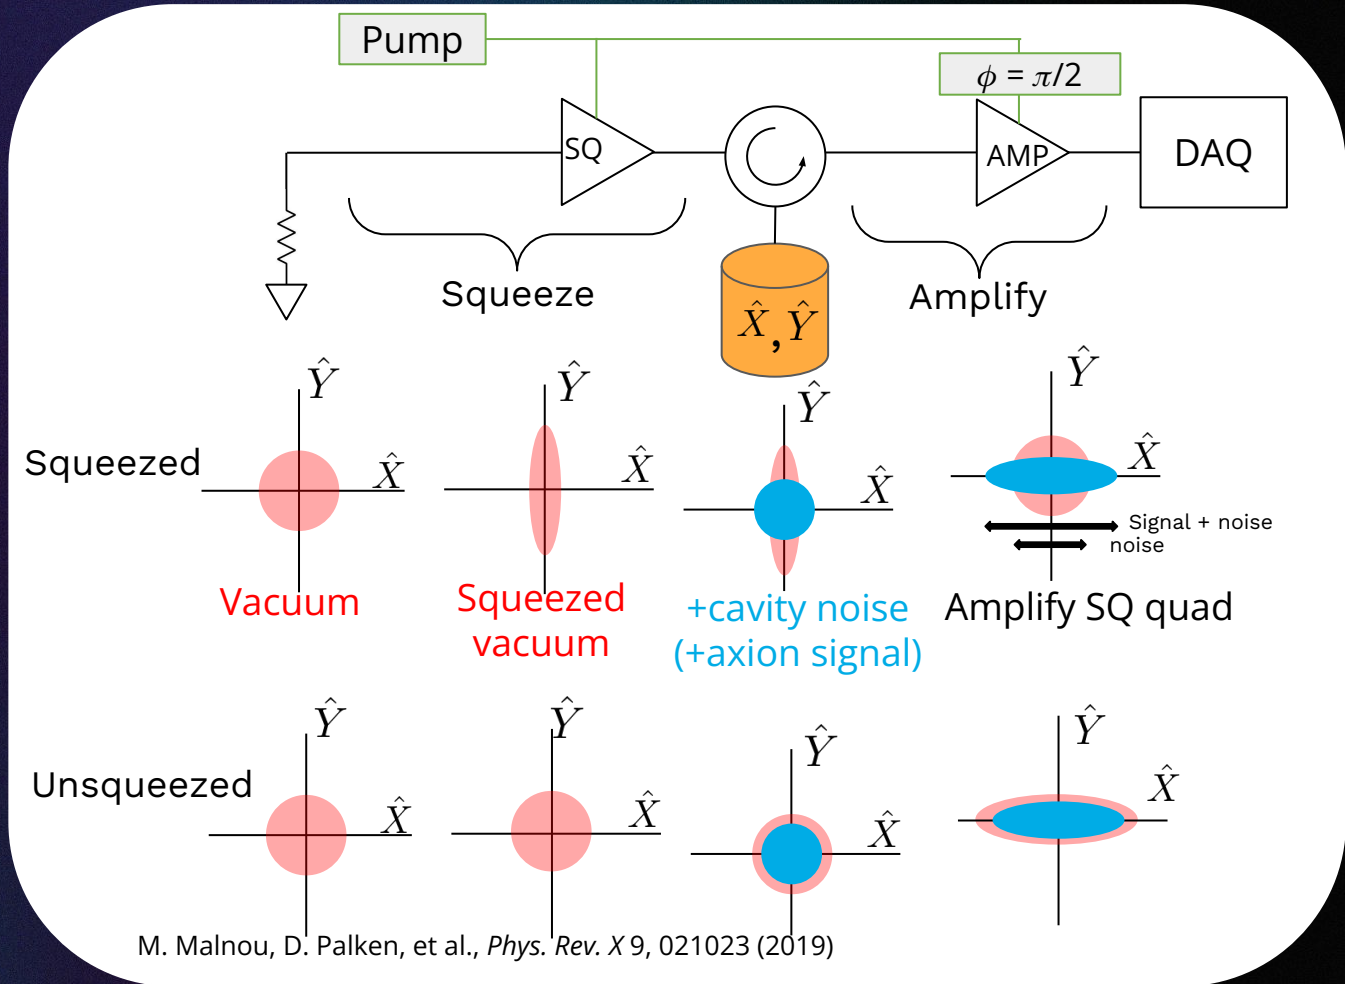 Pump
ϕ = π/2
SQ
AMP
DAQ
Squeeze
X̂, Ŷ
Amplify
Squeezed
Ŷ
X̂
Ŷ
X̂
Ŷ
X̂
Ŷ
X̂
Signal + noise
noise
Vacuum
Squeezed
vacuum
+cavity noise
(+axion signal)
Amplify SQ quad
Unsqueezed
Ŷ
X̂
Ŷ
X̂
Ŷ
X̂
Ŷ
X̂
M. Malnou, D. Palken, et al., Phys. Rev. X 9, 021023 (2019)